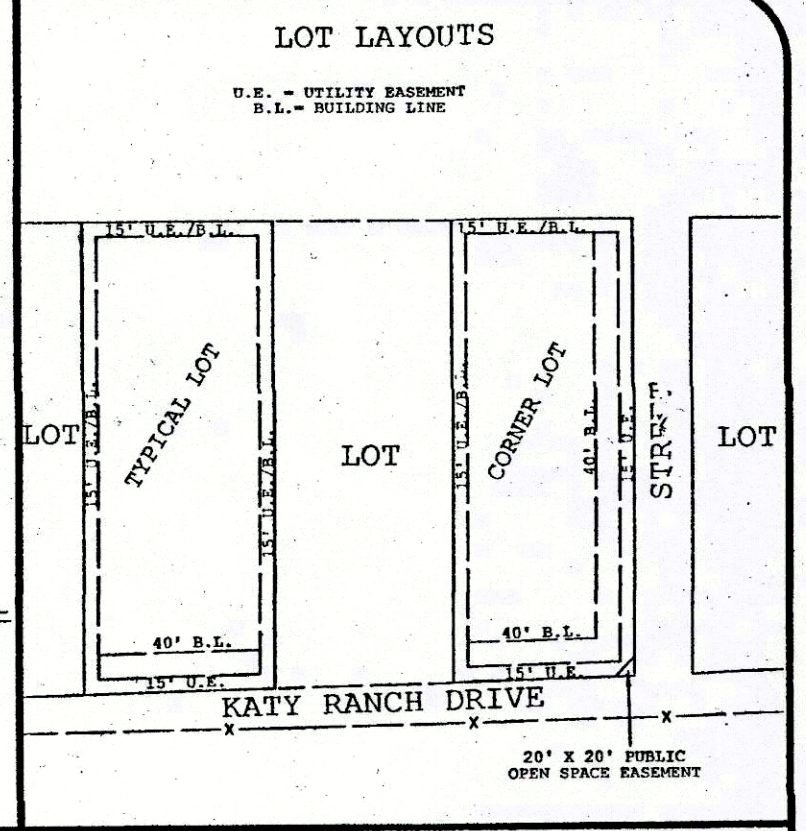 LOT LAYOUTS
U.E. = UTILITY EASEMENT
B.L.= BUILDING LINE
15' U.E./B.L.
15' U.E./B.L.
LOT
15' U.E./B.L.
TYPICAL LOT
15' U.E./B.L.
LOT
15' U.E./B.L.
CORNER LOT
40' B.L.
15' U.E.
STREET
LOT
40' B.L.
15' U.E.
40' B.L.
15' U.E.
KATY RANCH DRIVE
X
X
X
20' X 20' PUBLIC
OPEN SPACE EASEMENT